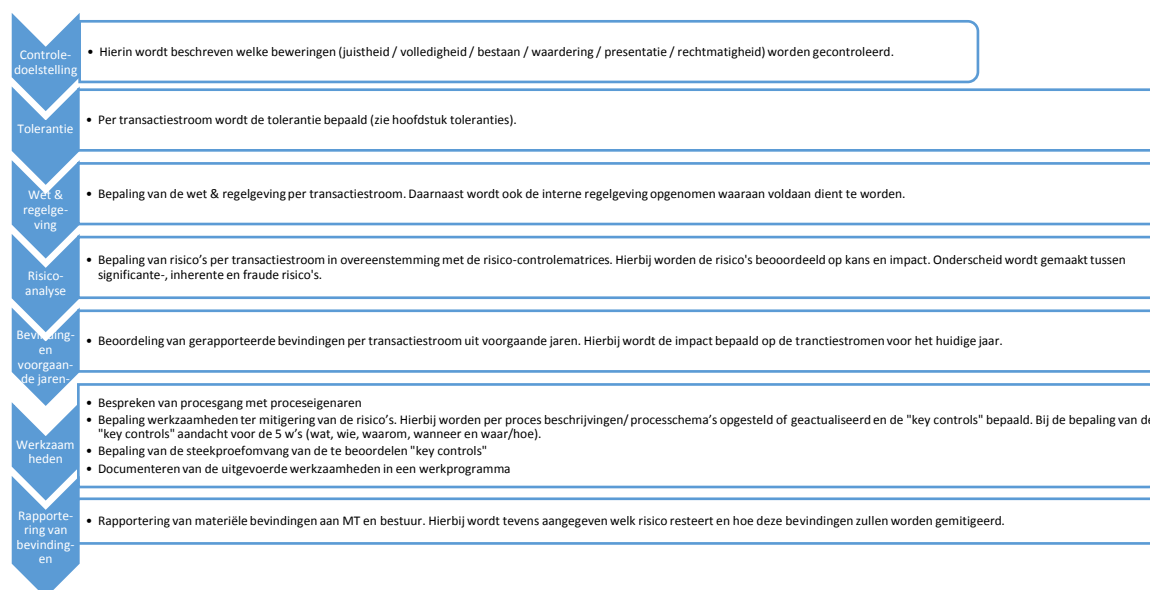 Controle-
doelstelling
• Hierin wordt beschreven welke beweringen (juistheid / volledigheid / bestaan / waardering / presentatie / rechtmatigheid) worden gecontroleerd.
Tolerantie
• Per transactiestroom wordt de tolerantie bepaald (zie hoofdstuk toleranties).
Wet &
regelge-
ving
• Bepaling van de wet & regelgeving per transactiestroom. Daarnaast wordt ook de interne regelgeving opgenomen waaraan voldaan dient te worden.
Risico-
analyse
• Bepaling van risico's per transactiestroom in overeenstemming met de risico-controlematrices. Hierbij worden de risico's beooordeeld op kans en impact. Onderscheid wordt gemaakt tussen
significante-, inherente en fraude risico's.
Bevinding-
en
voorgaan-
de jaren-
• Beoordeling van gerapporteerde bevindingen per transactiestroom uit voorgaande jaren. Hierbij wordt de impact bepaald op de tranctiestromen voor het huidige jaar.
Werkzaam
heden
• Bespreken van procesgang met proceseigenaren
• Bepaling werkzaamheden ter mitigering van de risico's. Hierbij worden per proces beschrijvingen/ processchema's opgesteld of geactualiseerd en de "key controls" bepaald. Bij de bepaling van de
"key controls" aandacht voor de 5 w's (wat, wie, waarom, wanneer en waar/hoe).
• Bepaling van de steekproefomvang van de te beoordelen "key controls"
• Documenteren van de uitgevoerde werkzaamheden in een werkprogramma
Rapporte-
ring van
bevinding-
en
• Rapportering van materiële bevindingen aan MT en bestuur. Hierbij wordt tevens aangegeven welk risico resteert en hoe deze bevindingen zullen worden gemitigeerd.